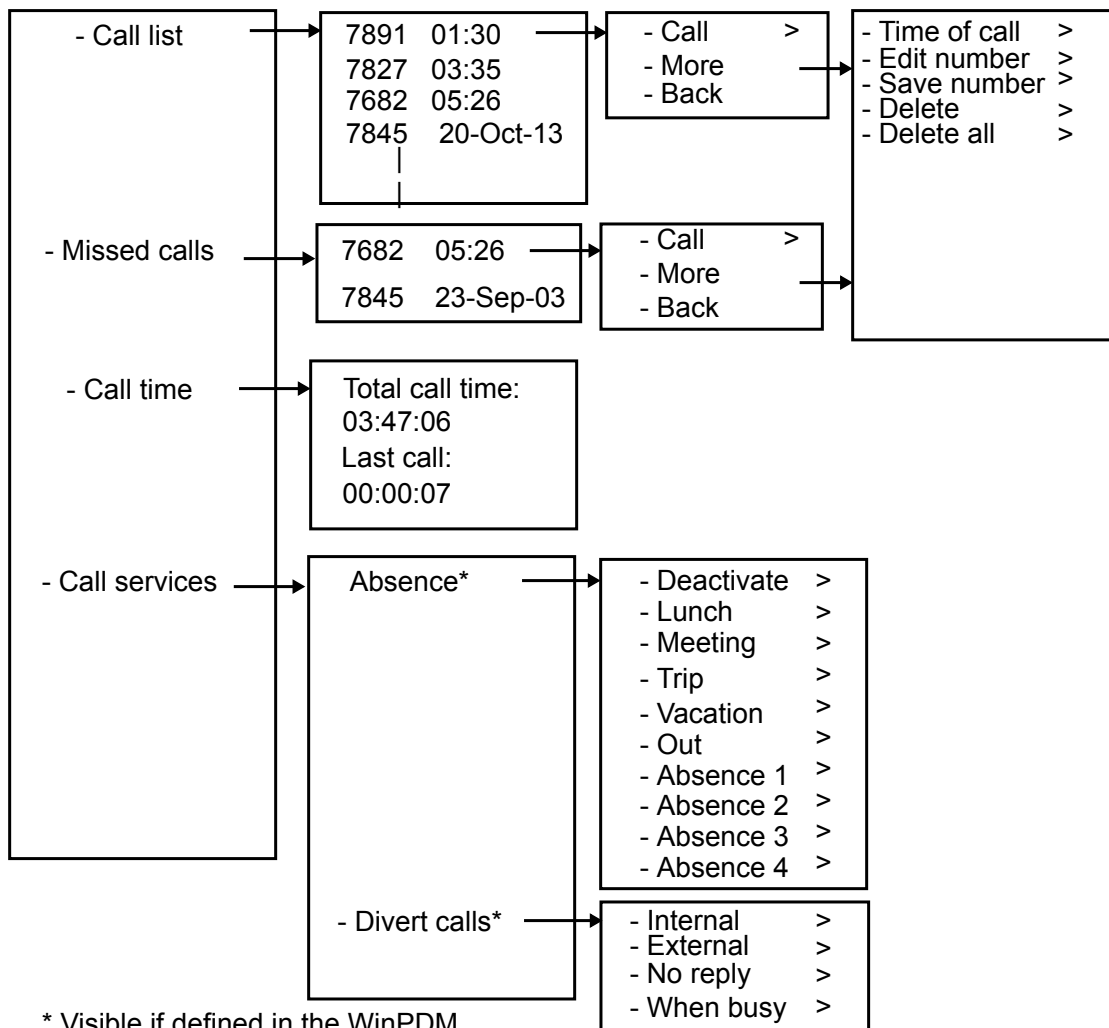 - Call list
7891 01:30
7827 03:35
7682 05:26
7845 20-Oct-13
|
|
- Call >
- More
- Back
- Time of call >
- Edit number >
- Save number >
- Delete >
- Delete all >
- Missed calls
7682 05:26
7845 23-Sep-03
- Call >
- More
- Back
- Call time
Total call time:
03:47:06
Last call:
00:00:07
- Call services
Absence*
- Deactivate >
- Lunch >
- Meeting >
- Trip >
- Vacation >
- Out >
- Absence 1 >
- Absence 2 >
- Absence 3 >
- Absence 4 >
- Divert calls*
- Internal >
- External >
- No reply >
- When busy >
* Visible if defined in the WinPDM